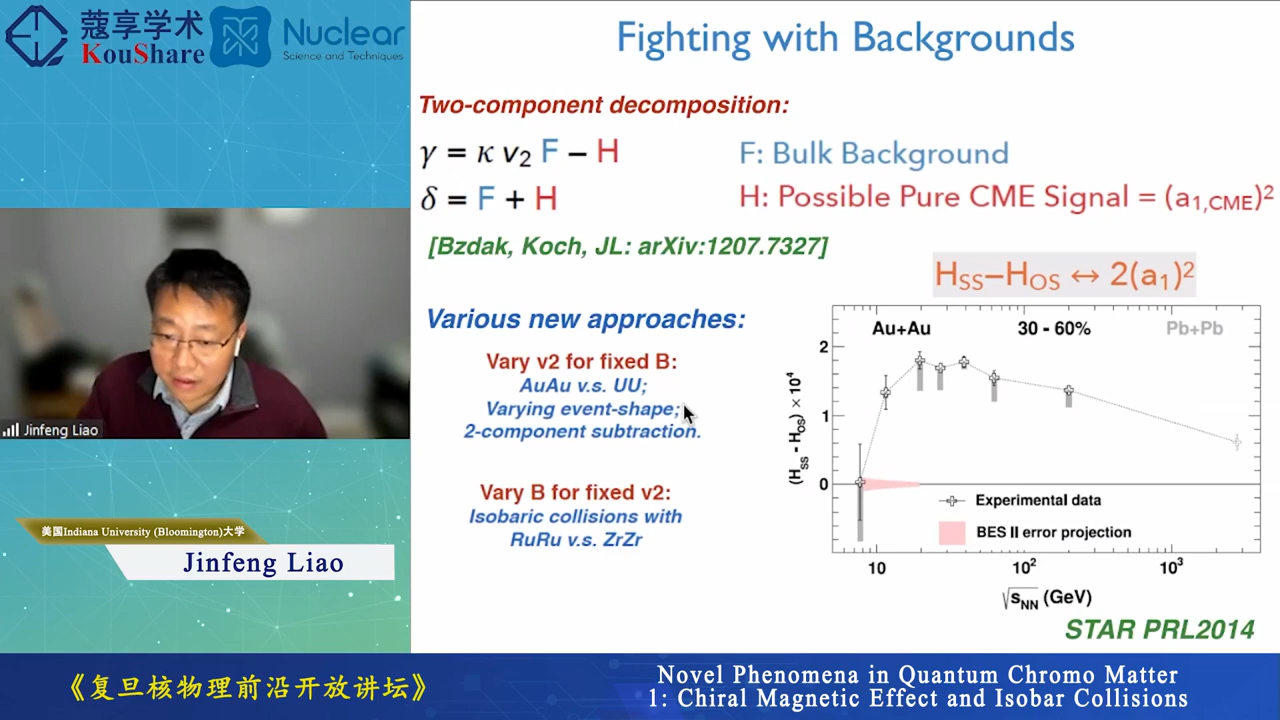 蔻享学术
KouShare
Nuclear
Science and Techniques
Fighting with Backgrounds
Two-component decomposition:
γ = κ v₂ F – H
F: Bulk Background
δ = F + H
H: Possible Pure CME Signal = (a₁,CME)²
[Bzdak, Koch, JL: arXiv:1207.7327]
H_SS–H_OS ↔ 2(a₁)²
Various new approaches:
Vary v2 for fixed B:
AuAu v.s. UU;
Varying event-shape;
2-component subtraction.
Vary B for fixed v2:
Isobaric collisions with
RuRu v.s. ZrZr
Au+Au
30 - 60%
Pb+Pb
2
1
0
(H_SS - H_OS) × 10⁴
Experimental data
BES II error projection
10
10²
10³
√s_NN (GeV)
STAR PRL2014
Jinfeng Liao
美国Indiana University (Bloomington)大学
Jinfeng Liao
《复旦核物理前沿开放讲坛》
Novel Phenomena in Quantum Chromo Matter
1: Chiral Magnetic Effect and Isobar Collisions